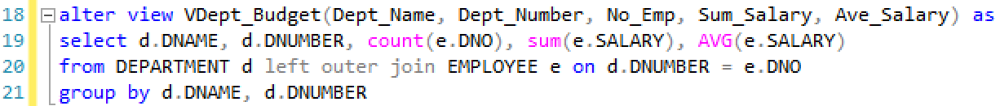 18 alter view VDept_Budget(Dept_Name, Dept_Number, No_Emp, Sum_Salary, Ave_Salary) as
19 select d.DNAME, d.DNUMBER, count(e.DNO), sum(e.SALARY), AVG(e.SALARY)
20 from DEPARTMENT d left outer join EMPLOYEE e on d.DNUMBER = e.DNO
21 group by d.DNAME, d.DNUMBER